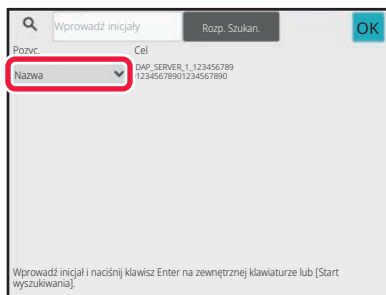 Wprowadź inicjały
Rozp. Szukan.
OK
Pozyc.
Cel
Nazwa
DAP_SERVER_1_123456789
12345678901234567890
Wprowadź inicjał i naciśnij klawisz Enter na zewnętrznej klawiaturze lub [Start
wyszukiwania].